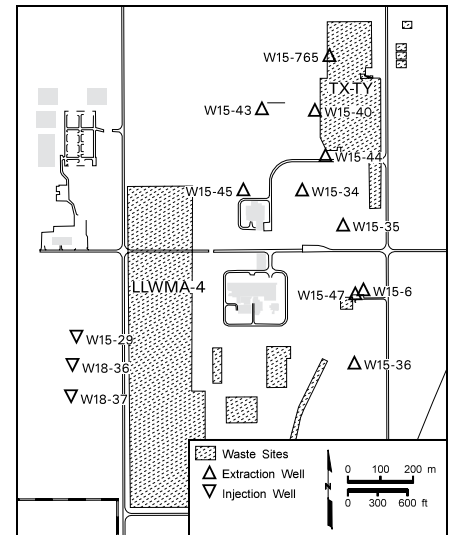 W15-765
TX-TY
W15-43
W15-40
W15-44
W15-45
W15-34
W15-35
LLWMA-4
W15-47
W15-6
W15-29
W18-36
W15-36
W18-37
Waste Sites
Extraction Well
Injection Well
N
0 100 200 m
0 300 600 ft